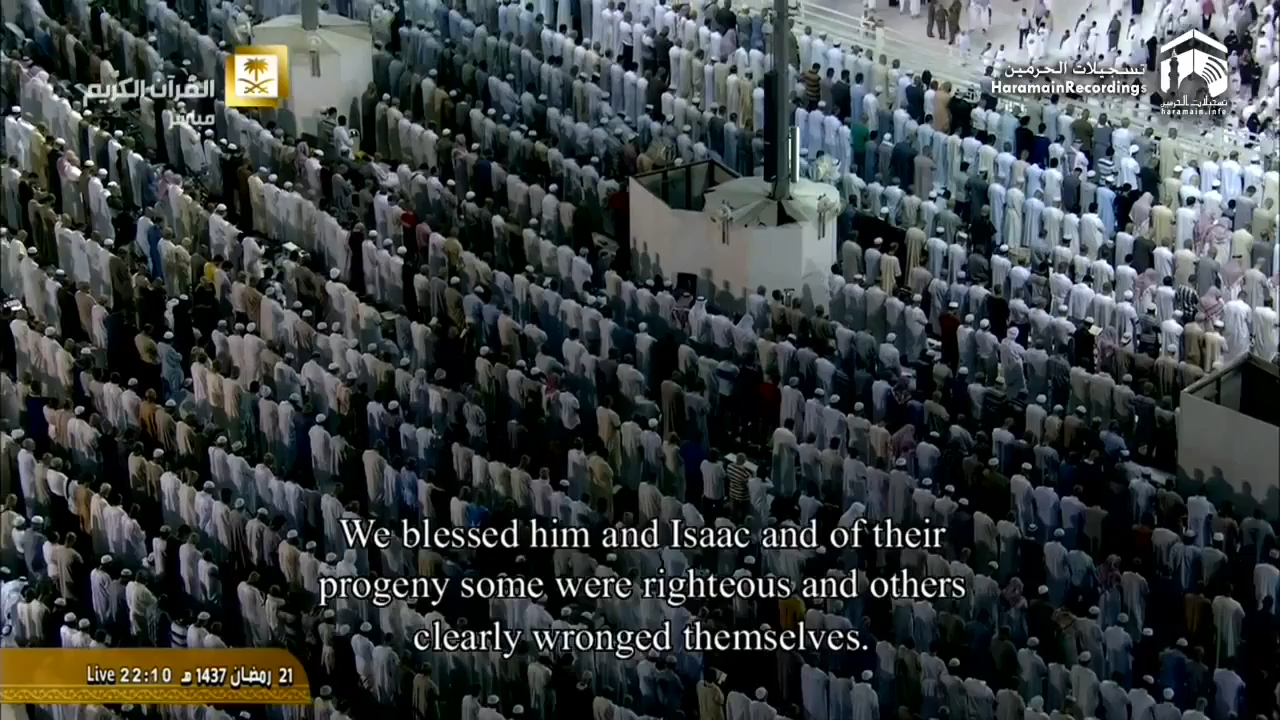 القرآن الكريم
مباشر
تسجيلات الحرمين
HaramainRecordings
تسجيلات الحرمين
haramain.info
We blessed him and Isaac and of their
progeny some were righteous and others
clearly wronged themselves.
21 رمضان 1437 هـ Live 22:10